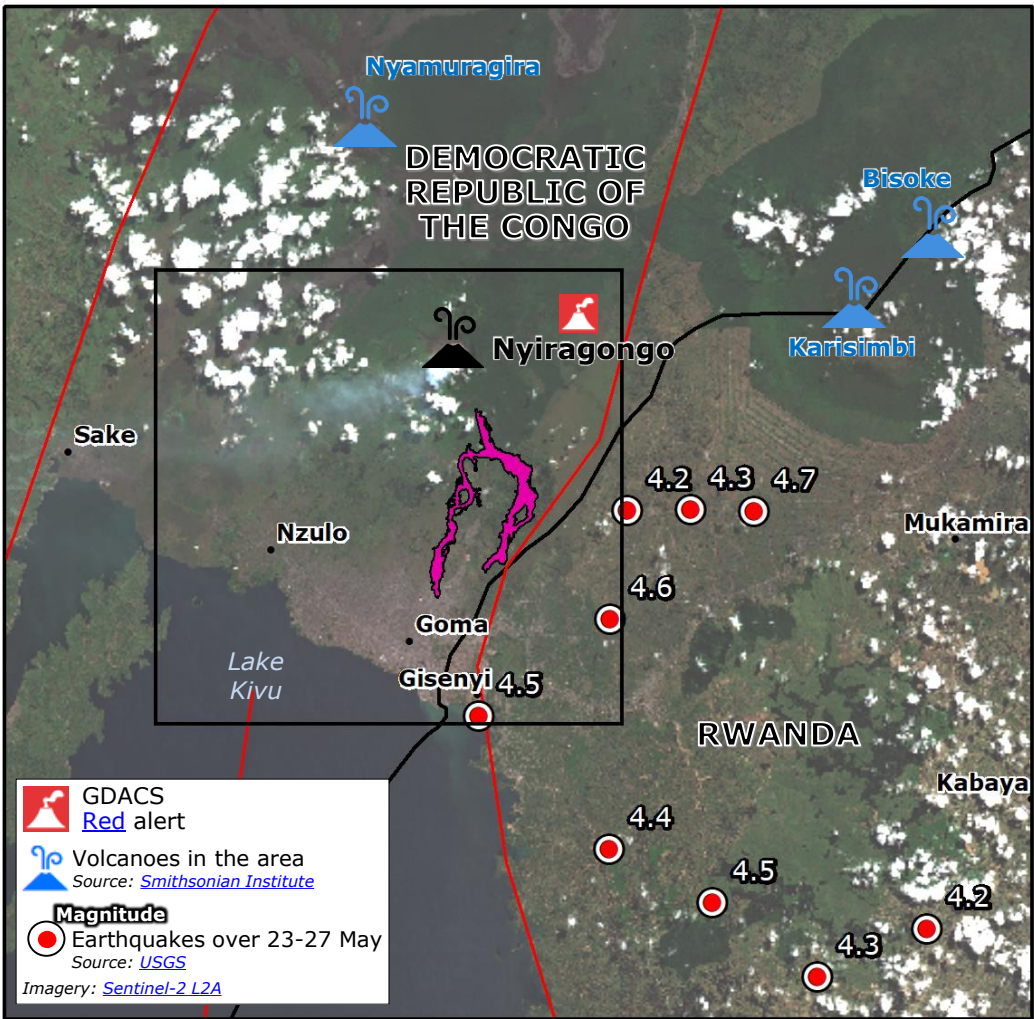 Nyamuragira
DEMOCRATIC
REPUBLIC OF
THE CONGO
Bisoke
Karisimbi
Nyiragongo
Sake
4.2
4.3
4.7
Mukamira
Nzulo
4.6
Goma
Lake
Kivu
Gisenyi
4.5
RWANDA
Kabaya
4.4
4.5
4.2
4.3
GDACS
Red alert
Volcanoes in the area
Source: Smithsonian Institute
Magnitude
Earthquakes over 23-27 May
Source: USGS
Imagery: Sentinel-2 L2A